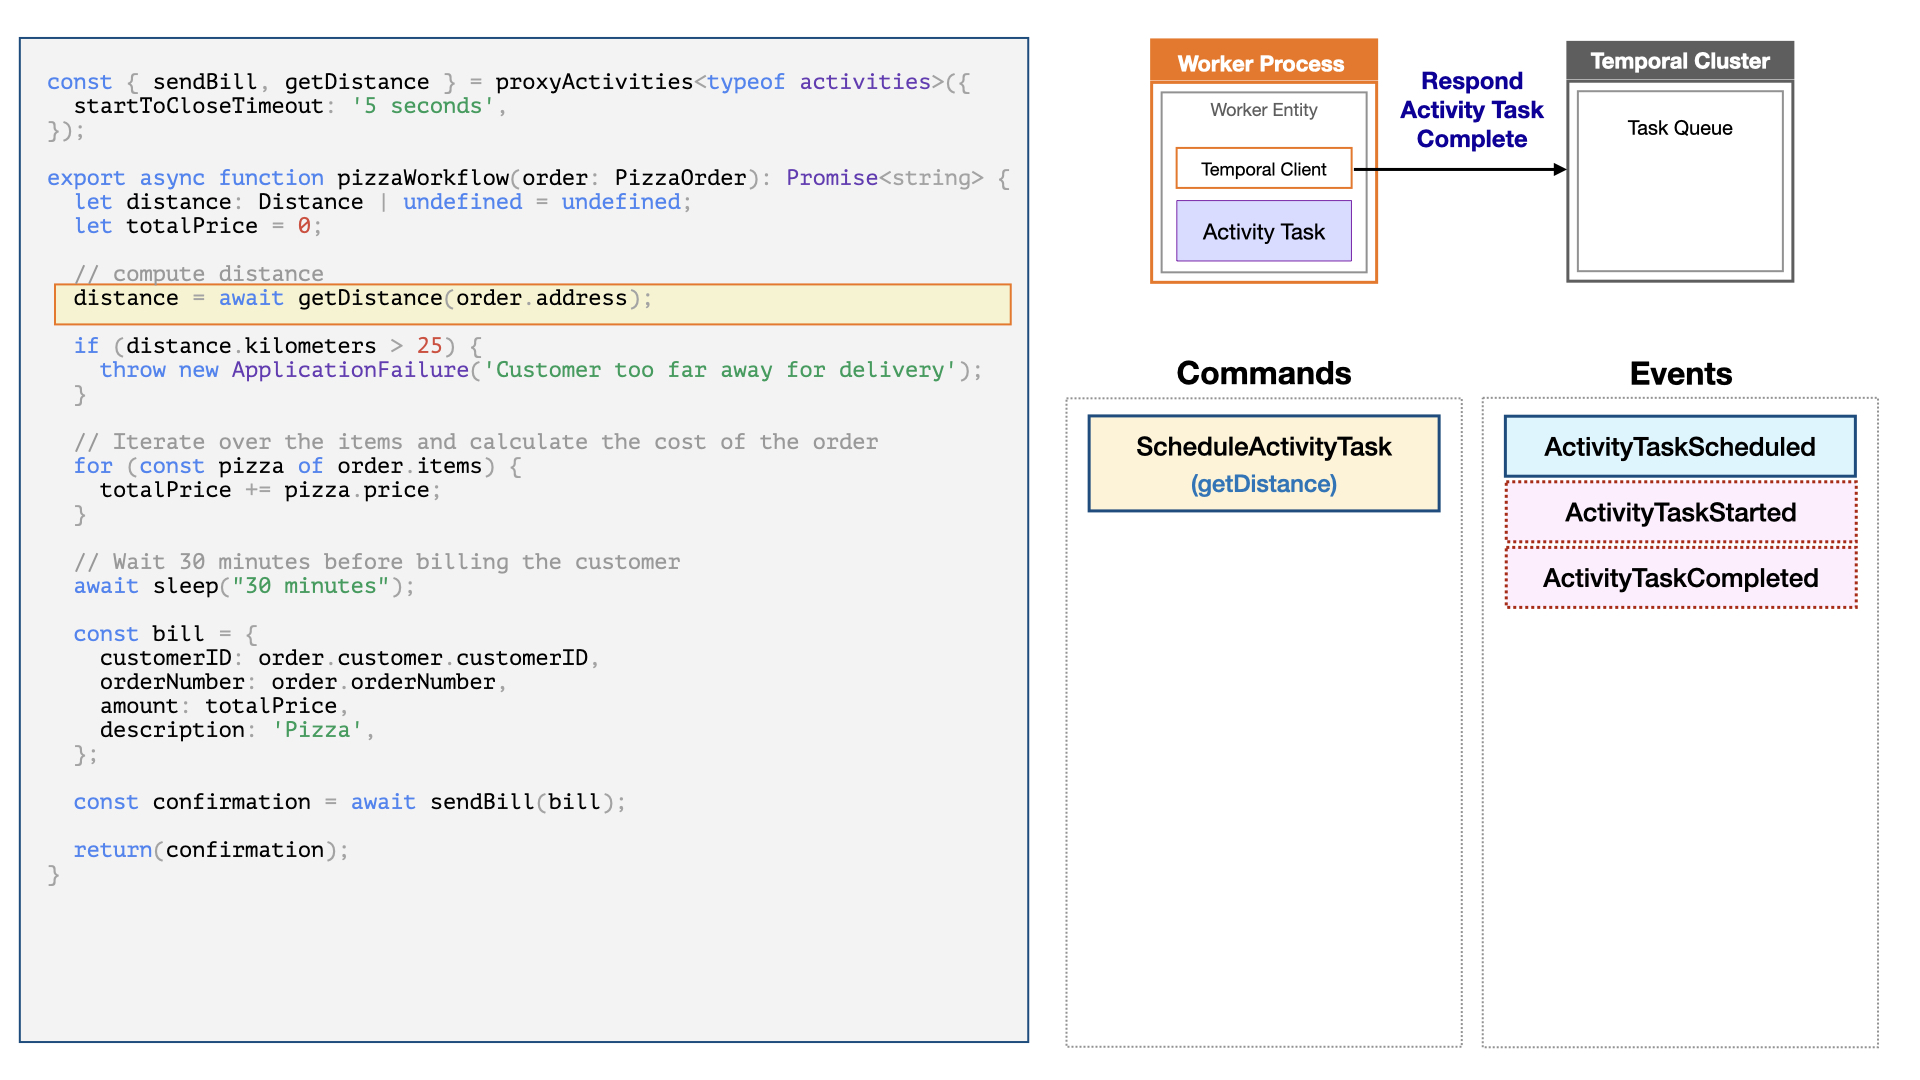 const { sendBill, getDistance } = proxyActivities<typeof activities>({
  startToCloseTimeout: '5 seconds',
});

export async function pizzaWorkflow(order: PizzaOrder): Promise<string> {
  let distance: Distance | undefined = undefined;
  let totalPrice = 0;

  // compute distance
  distance = await getDistance(order.address);

  if (distance.kilometers > 25) {
    throw new ApplicationFailure('Customer too far away for delivery');
  }

  // Iterate over the items and calculate the cost of the order
  for (const pizza of order.items) {
    totalPrice += pizza.price;
  }

  // Wait 30 minutes before billing the customer
  await sleep("30 minutes");

  const bill = {
    customerID: order.customer.customerID,
    orderNumber: order.orderNumber,
    amount: totalPrice,
    description: 'Pizza',
  };

  const confirmation = await sendBill(bill);

  return(confirmation);
}
Worker Process
Worker Entity
Temporal Client
Activity Task
Respond
Activity Task
Complete
Temporal Cluster
Task Queue
Commands
ScheduleActivityTask
(getDistance)
Events
ActivityTaskScheduled
ActivityTaskStarted
ActivityTaskCompleted